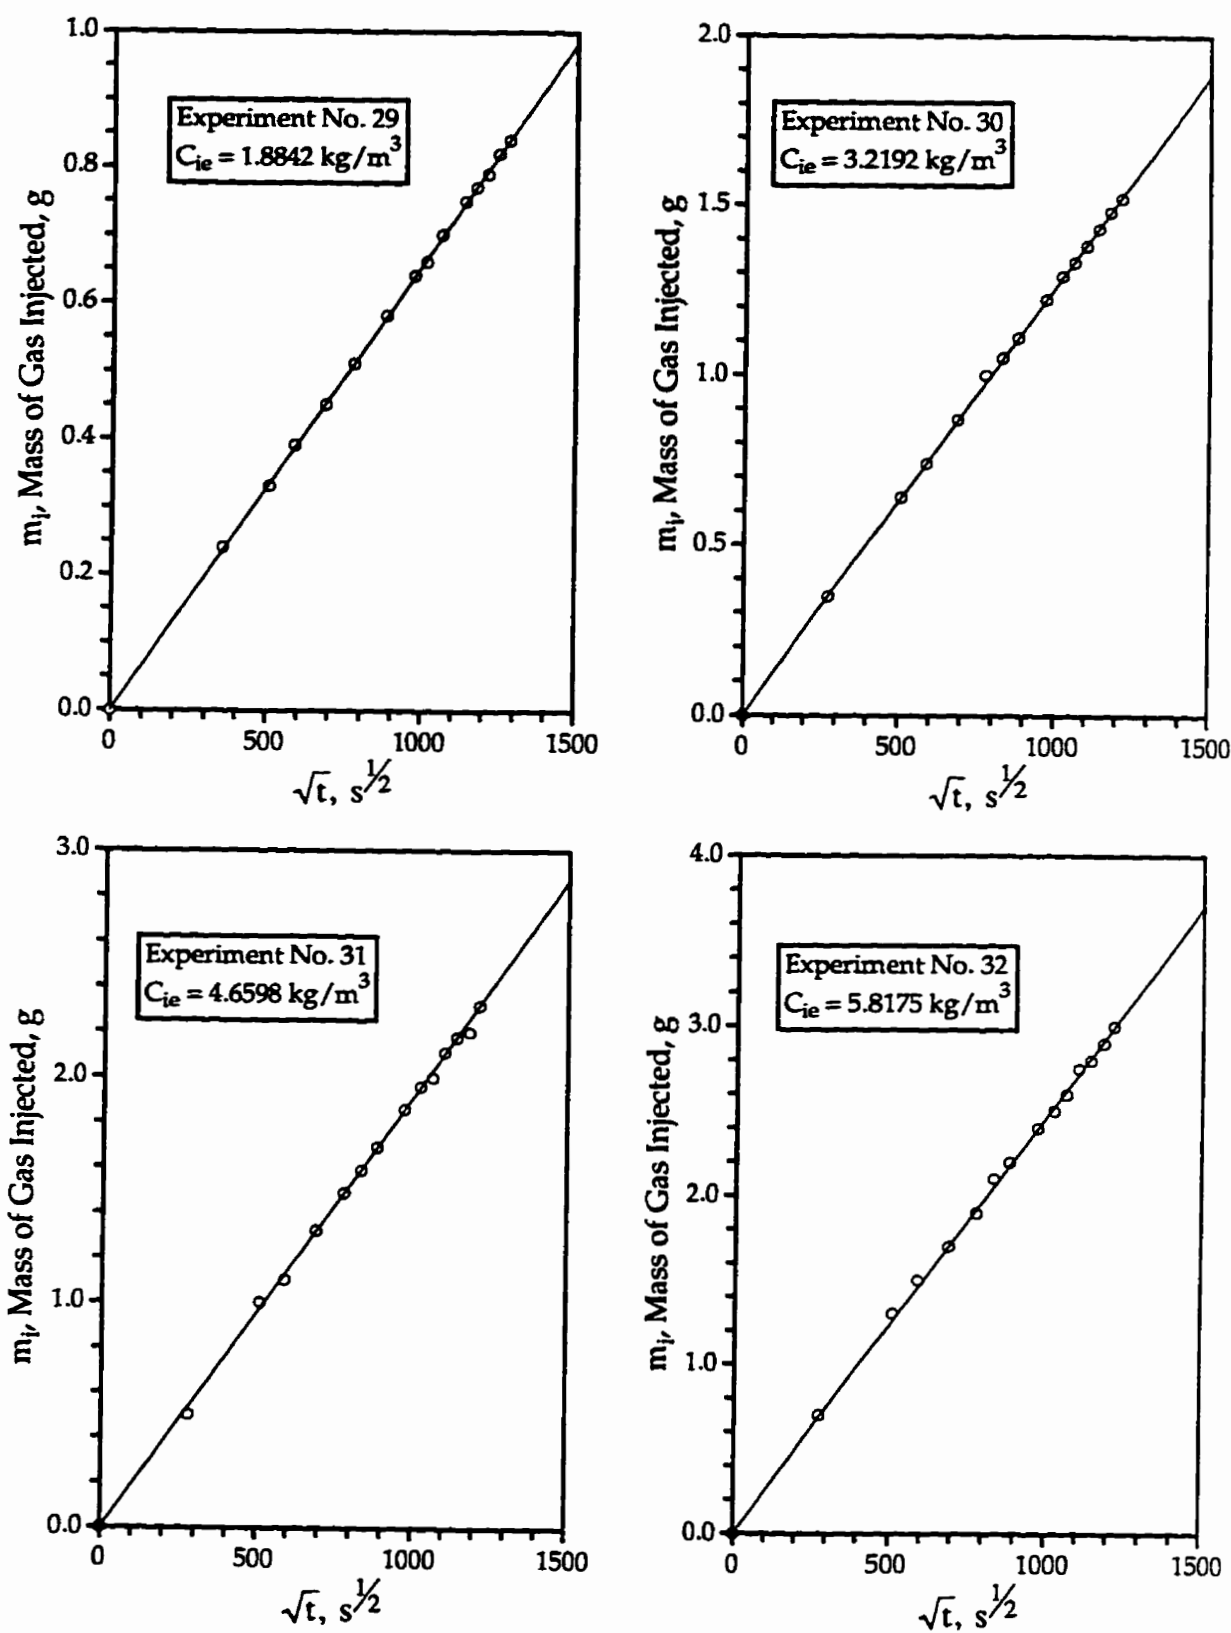 1.0
0.8
0.6
0.4
0.2
0.0
0 500 1000 1500
m_i, Mass of Gas Injected, g
√t, s^½
Experiment No. 29
C_ie = 1.8842 kg/m³
2.0
1.5
1.0
0.5
0.0
0 500 1000 1500
m_i, Mass of Gas Injected, g
√t, s^½
Experiment No. 30
C_ie = 3.2192 kg/m³
3.0
2.0
1.0
0.0
0 500 1000 1500
m_i, Mass of Gas Injected, g
√t, s^½
Experiment No. 31
C_ie = 4.6598 kg/m³
4.0
3.0
2.0
1.0
0.0
0 500 1000 1500
m_i, Mass of Gas Injected, g
√t, s^½
Experiment No. 32
C_ie = 5.8175 kg/m³